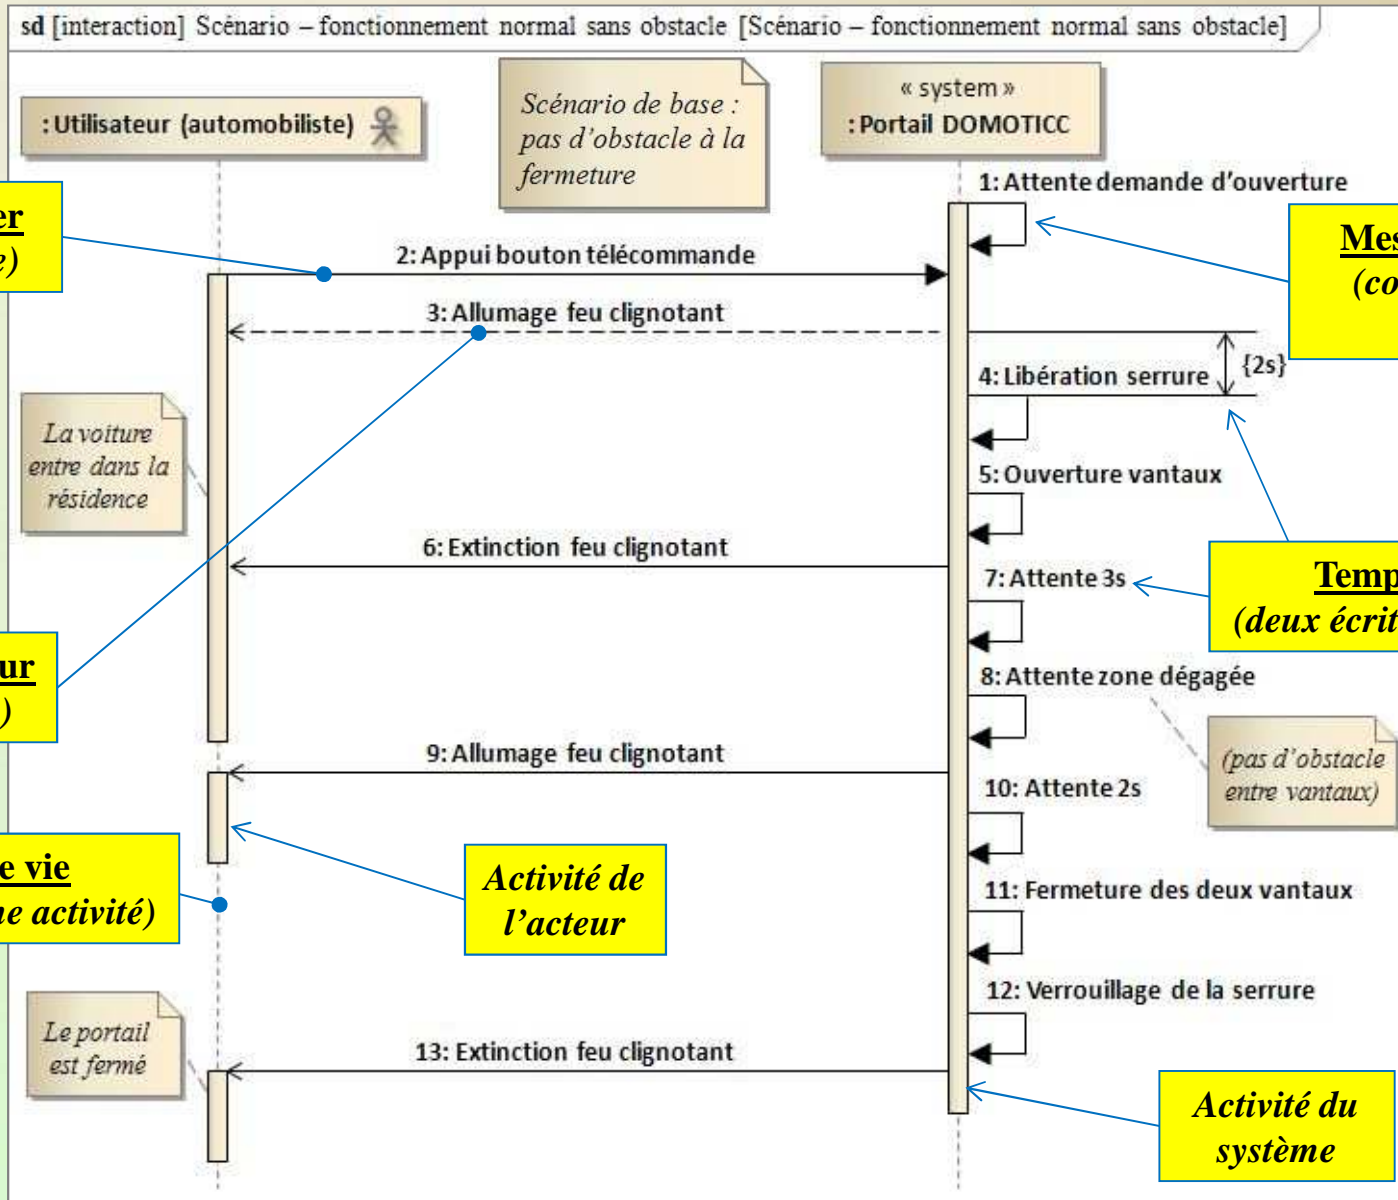 sd [interaction] Scénario – fonctionnement normal sans obstacle [Scénario – fonctionnement normal sans obstacle]
: Utilisateur (automobiliste)
Scénario de base :
pas d'obstacle à la
fermeture
« system »
: Portail DOMOTICC
1: Attente demande d'ouverture
2: Appui bouton télécommande
3: Allumage feu clignotant
{2s}
4: Libération serrure
La voiture
entre dans la
résidence
5: Ouverture vantaux
6: Extinction feu clignotant
7: Attente 3s
(deux
8: Attente zone dégagée
9: Allumage feu clignotant
(pas d'obstacle
entre vantaux)
10: Attente 2s
vie
activité)
Activité de
l'acteur
11: Fermeture des deux vantaux
12: Verrouillage de la serrure
Le portail
est fermé
13: Extinction feu clignotant
Activité du
système